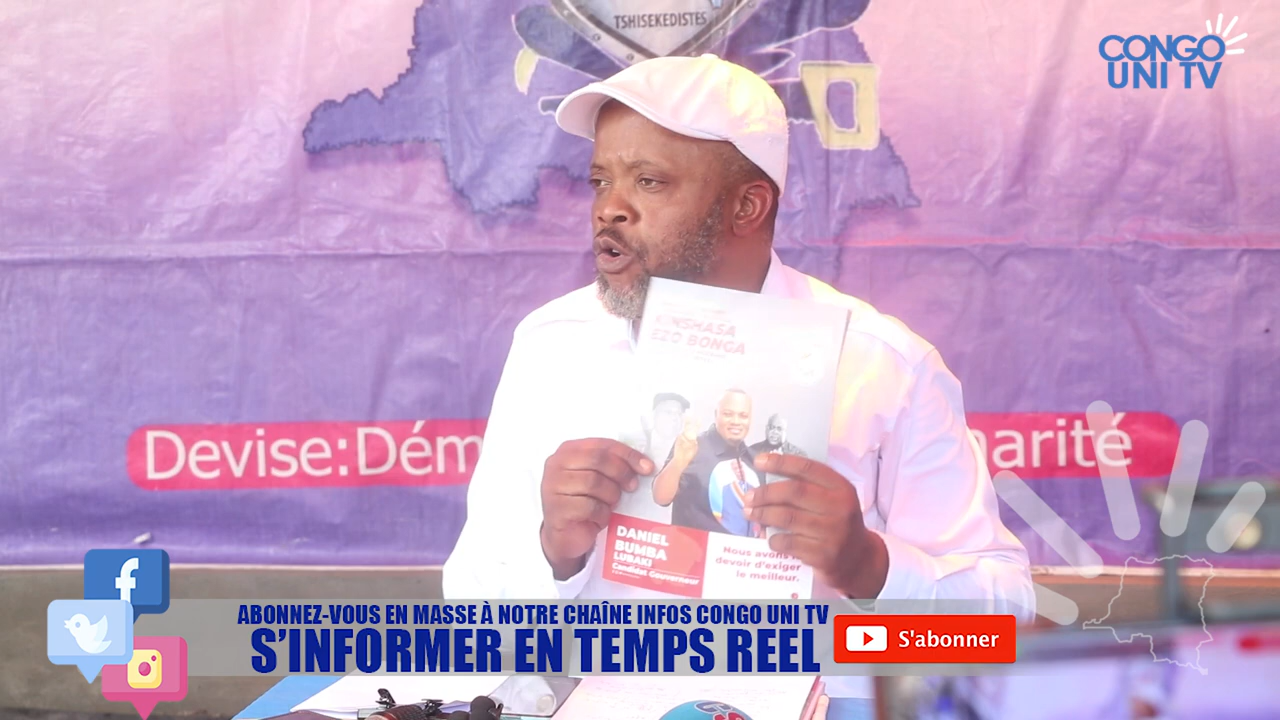 TSHISEKEDISTES
CONGO
UNI TV
KINSHASA
EZO BONGA
Devise:Dém
arité
DANIEL
BUMBA
LUBAKI
Candidat Gouverneur
Nous avons
devoir d'exiger
le meilleur.
ABONNEZ-VOUS EN MASSE À NOTRE CHAÎNE INFOS CONGO UNI TV
S'INFORMER EN TEMPS REEL
S'abonner